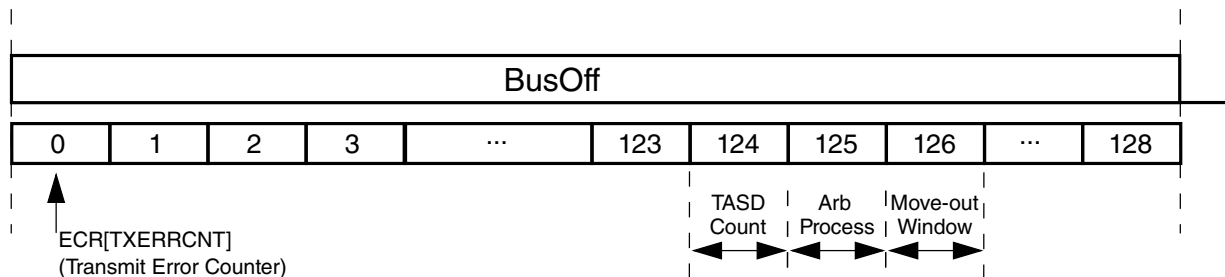 BusOff
0 1 2 3 ... 123 124 125 126 ... 128
TASD Count
Arb Process
Move-out Window
ECR[TXERRCNT]
(Transmit Error Counter)